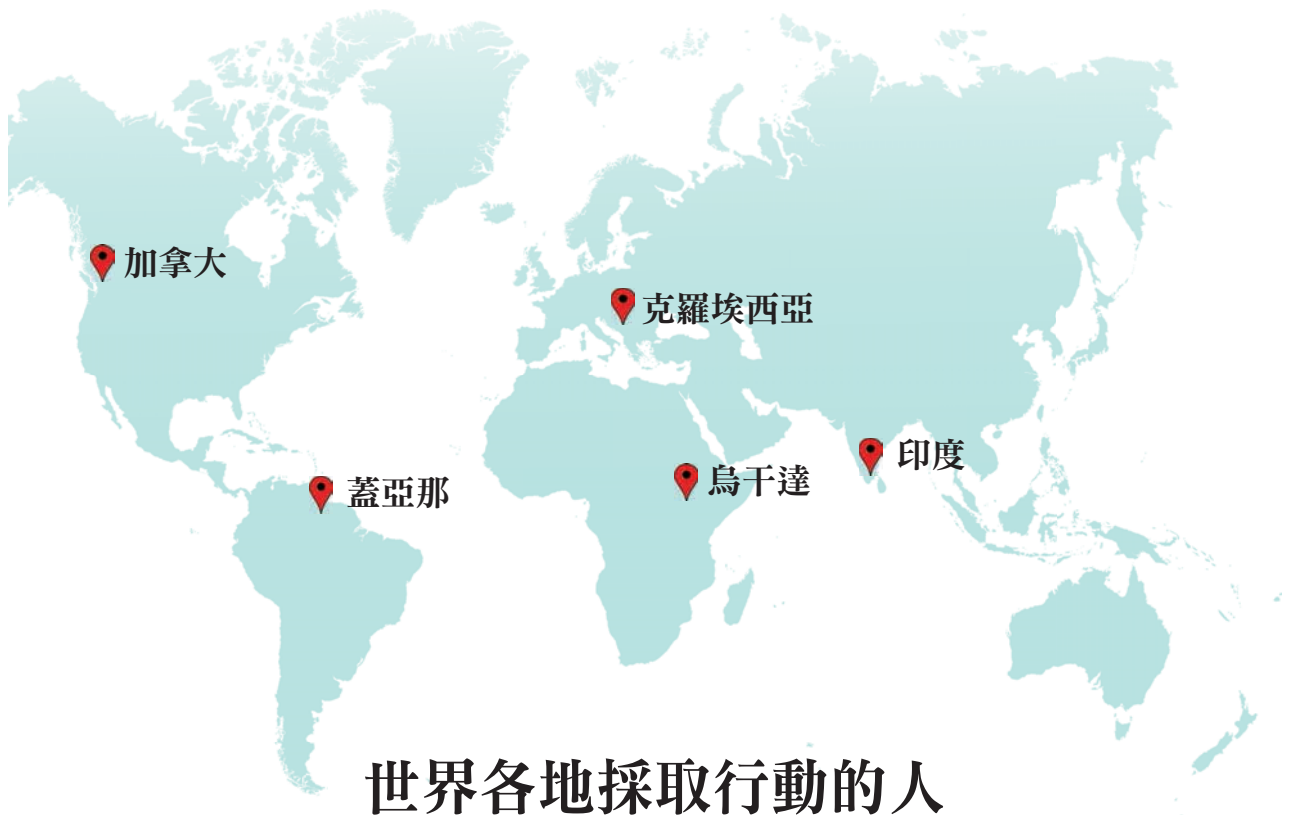 加拿大
克羅埃西亞
印度
烏干達
蓋亞那
世界各地採取行動的人